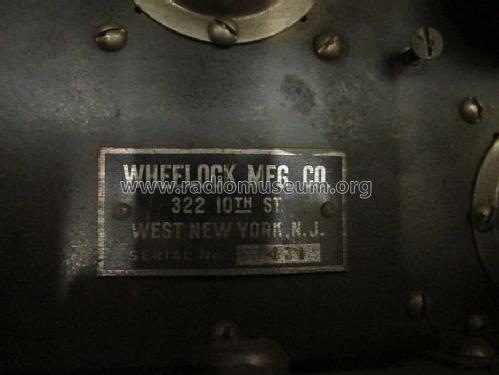 WHEELOCK MFG. CO.
www.radiomuseum.org
322 10TH ST.
WEST NEW YORK, N. J.
SERIAL No.